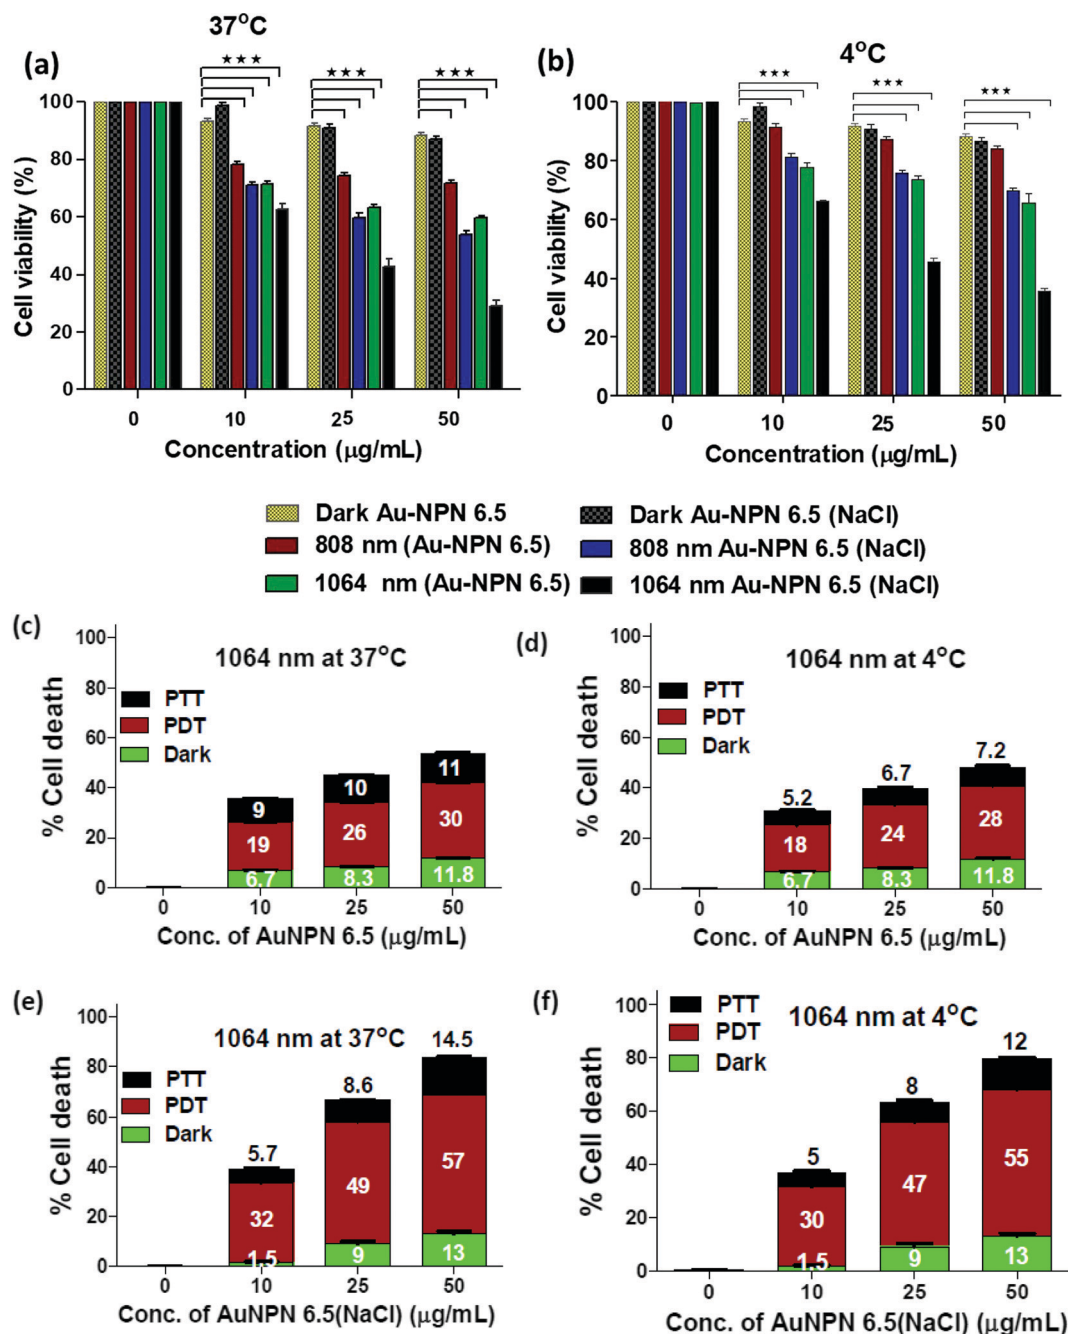 37°C
(a)
★★★ ★★★ ★★★
Cell viability (%)
100
80
60
40
20
0
0 10 25 50
Concentration (μg/mL)
(b)
4°C
★★★ ★★★ ★★★
Cell viability (%)
100
80
60
40
20
0
0 10 25 50
Concentration (μg/mL)
Dark Au-NPN 6.5
Dark Au-NPN 6.5 (NaCl)
808 nm (Au-NPN 6.5)
808 nm Au-NPN 6.5 (NaCl)
1064 nm (Au-NPN 6.5)
1064 nm Au-NPN 6.5 (NaCl)
(c)
1064 nm at 37°C
PTT
PDT
Dark
% Cell death
100
80
60
40
20
0
9 10 11
19 26 30
6.7 8.3 11.8
0 10 25 50
Conc. of AuNPN 6.5 (μg/mL)
(d)
1064 nm at 4°C
PTT
PDT
Dark
% Cell death
100
80
60
40
20
0
5.2 6.7 7.2
18 24 28
6.7 8.3 11.8
0 10 25 50
Conc. of AuNPN 6.5 (μg/mL)
(e)
1064 nm at 37°C
PTT
PDT
Dark
% Cell death
100
80
60
40
20
0
5.7 8.6 14.5
32 49 57
1.5 9 13
0 10 25 50
Conc. of AuNPN 6.5(NaCl) (μg/mL)
(f)
1064 nm at 4°C
PTT
PDT
Dark
% Cell death
100
80
60
40
20
0
5 8 12
30 47 55
1.5 9 13
0 10 25 50
Conc. of AuNPN 6.5(NaCl) (μg/mL)